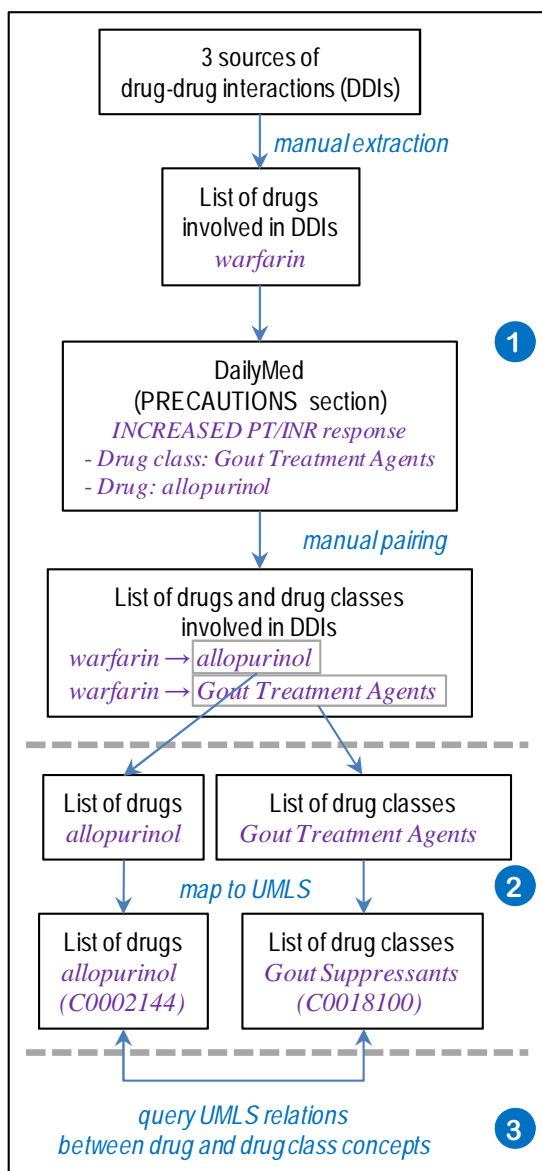 3 sources of
drug-drug interactions (DDIs)
manual extraction
List of drugs
involved in DDIs
warfarin
1
DailyMed
(PRECAUTIONS section)
INCREASED PT/INR response
- Drug class: Gout Treatment Agents
- Drug: allopurinol
manual pairing
List of drugs and drug classes
involved in DDIs
warfarin → allopurinol
warfarin → Gout Treatment Agents
List of drugs
allopurinol
List of drug classes
Gout Treatment Agents
map to UMLS
2
List of drugs
allopurinol
(C0002144)
List of drug classes
Gout Suppressants
(C0018100)
query UMLS relations
between drug and drug class concepts
3